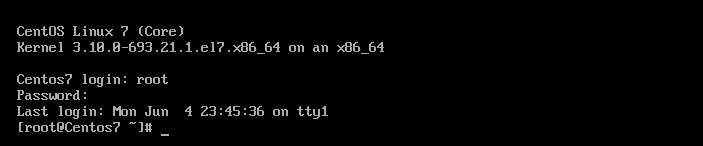 CentOS Linux 7 (Core)
Kernel 3.10.0-693.21.1.el7.x86_64 on an x86_64
Centos7 login: root
Password:
Last login: Mon Jun  4 23:45:36 on tty1
[root@Centos7 ~]# _